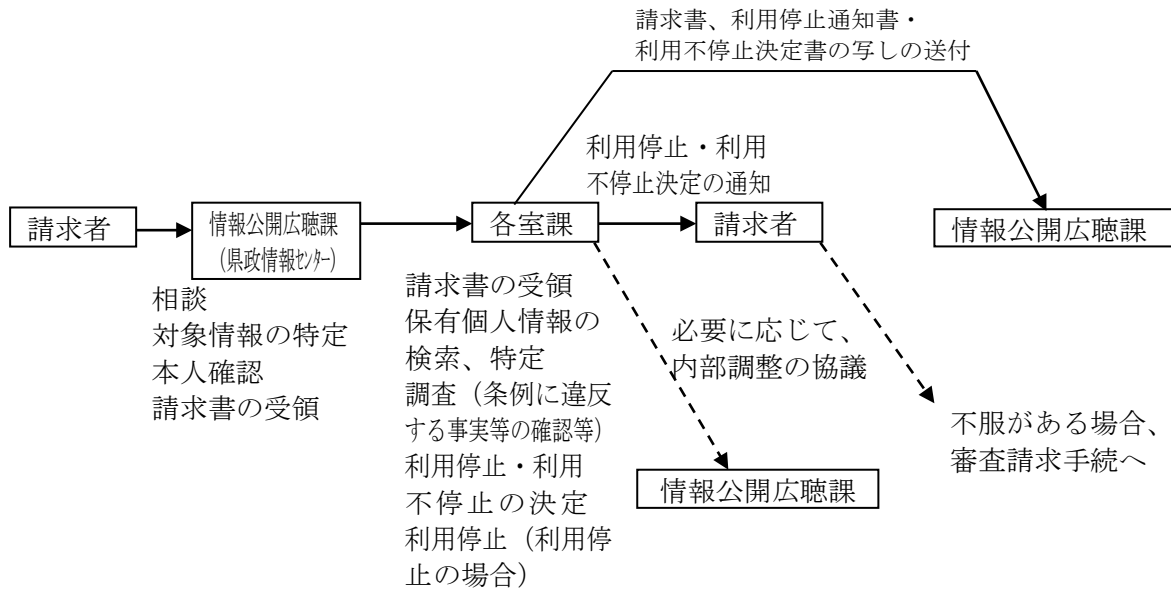 請求書、利用停止通知書・
利用不停止決定書の写しの送付
利用停止・利用
不停止決定の通知
請求者
情報公開広聴課
（県政情報ｾﾝﾀｰ）
各室課
請求者
情報公開広聴課
相談
対象情報の特定
本人確認
請求書の受領
請求書の受領
保有個人情報の
検索、特定
調査（条例に違反
する事実等の確認等）
利用停止・利用
不停止の決定
利用停止（利用停
止の場合）
必要に応じて、
内部調整の協議
情報公開広聴課
不服がある場合、
審査請求手続へ